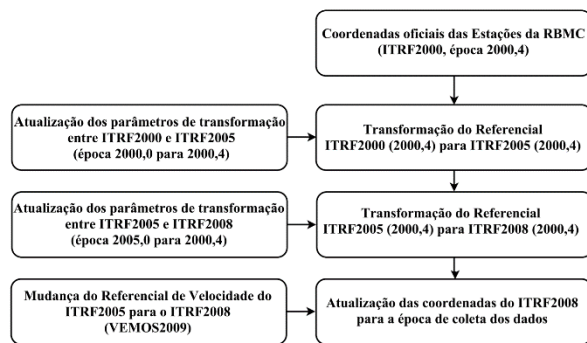 Coordenadas oficiais das Estações da RBMC
(ITRF2000, época 2000,4)
Atualização dos parâmetros de transformação
entre ITRF2000 e ITRF2005
(época 2000,0 para 2000,4)
Transformação do Referencial
ITRF2000 (2000,4) para ITRF2005 (2000,4)
Atualização dos parâmetros de transformação
entre ITRF2005 e ITRF2008
(época 2005,0 para 2000,4)
Transformação do Referencial
ITRF2005 (2000,4) para ITRF2008 (2000,4)
Mudança do Referencial de Velocidade do
ITRF2005 para o ITRF2008
(VEMOS2009)
Atualização das coordenadas do ITRF2008
para a época de coleta dos dados